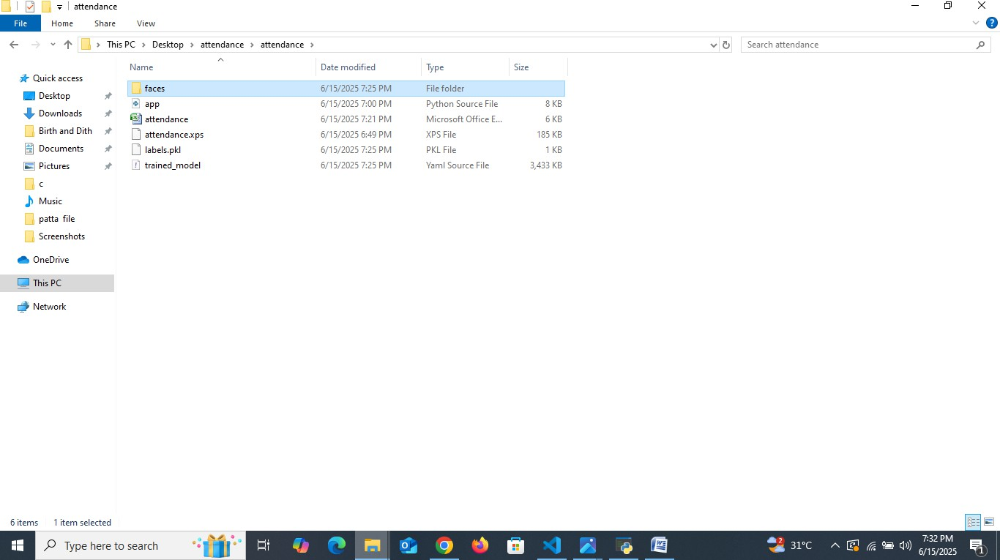 attendance
File Home Share View
This PC Desktop attendance attendance Search attendance
Name Date modified Type Size
Quick access
Desktop
Downloads
Birth and Dith
Documents
Pictures
c
Music
patta file
Screenshots
OneDrive
This PC
Network
faces 6/15/2025 7:25 PM File folder
app 6/15/2025 7:00 PM Python Source File 8 KB
attendance 6/15/2025 7:21 PM Microsoft Office E... 6 KB
attendance.xps 6/15/2025 6:49 PM XPS File 185 KB
labels.pkl 6/15/2025 7:25 PM PKL File 1 KB
trained_model 6/15/2025 7:25 PM Yaml Source File 3,433 KB
6 items 1 item selected
Type here to search 2 31°C 7:32 PM
6/15/2025 1